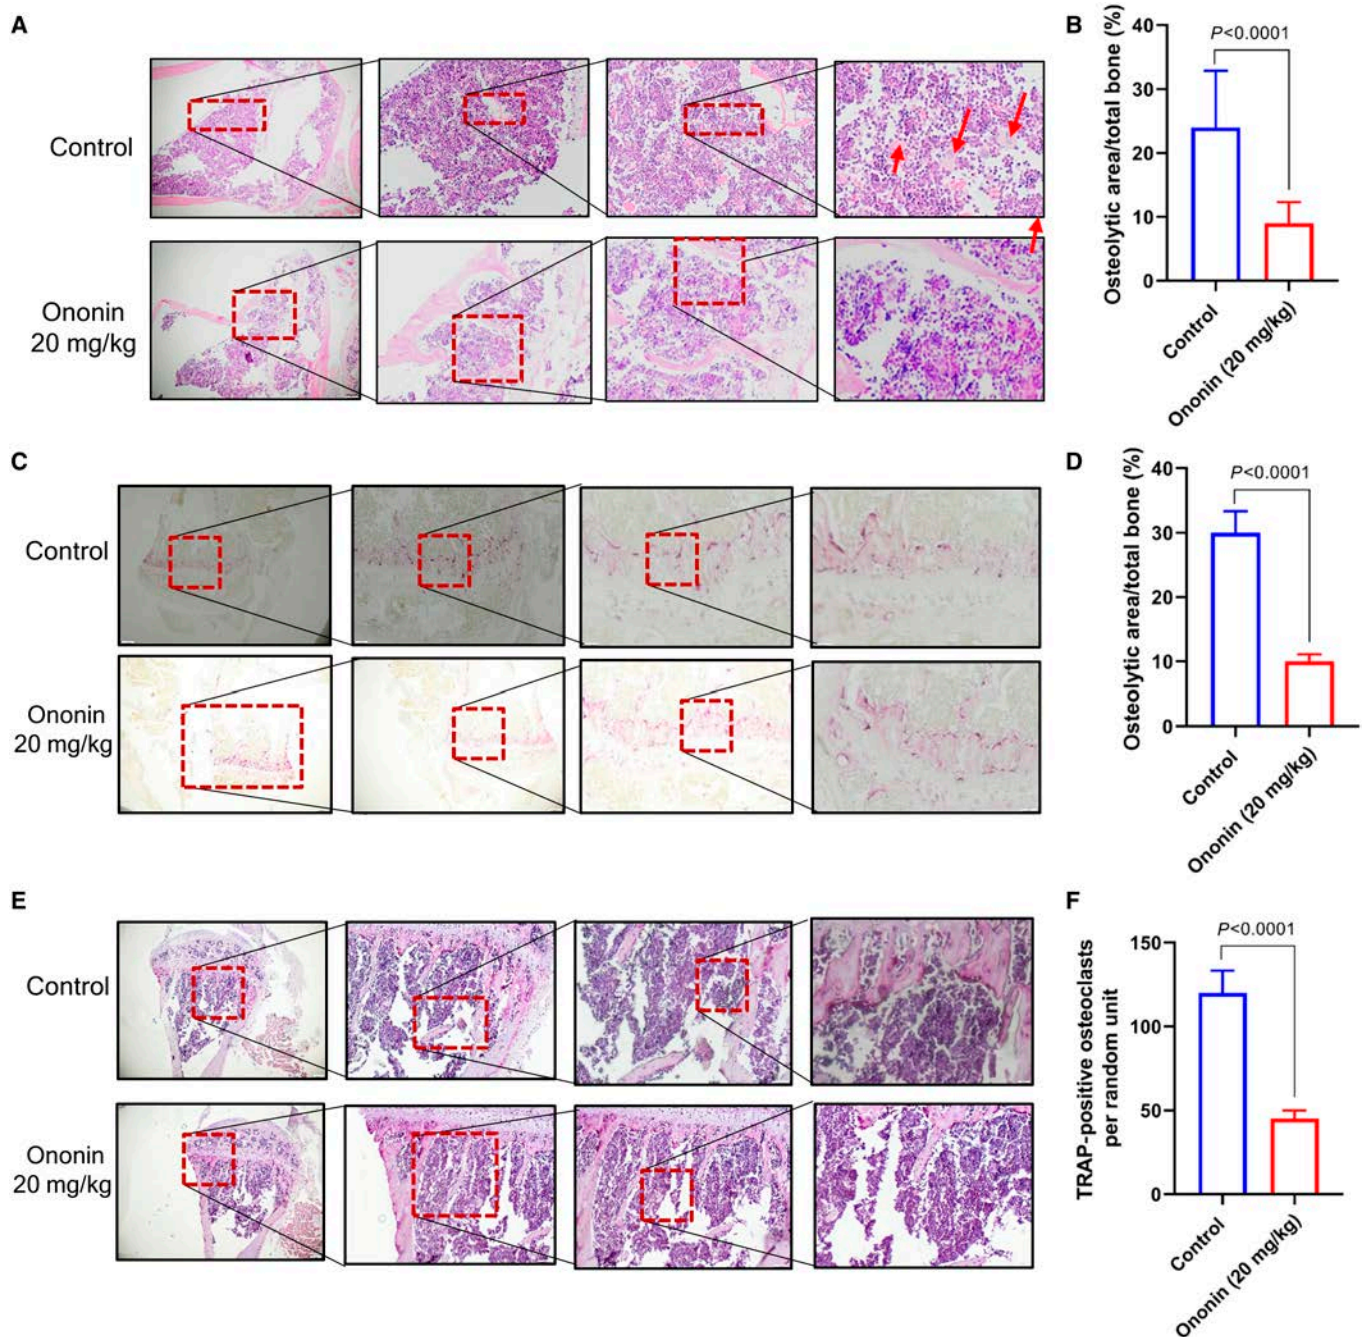 A
Control
Ononin
20 mg/kg
B
Osteolytic area/total bone (%)
40
30
20
10
0
P<0.0001
Control
Ononin (20 mg/kg)
C
Control
Ononin
20 mg/kg
D
Osteolytic area/total bone (%)
40
30
20
10
0
P<0.0001
Control
Ononin (20 mg/kg)
E
Control
Ononin
20 mg/kg
F
TRAP-positive osteoclasts
per random unit
150
100
50
0
P<0.0001
Control
Ononin (20 mg/kg)